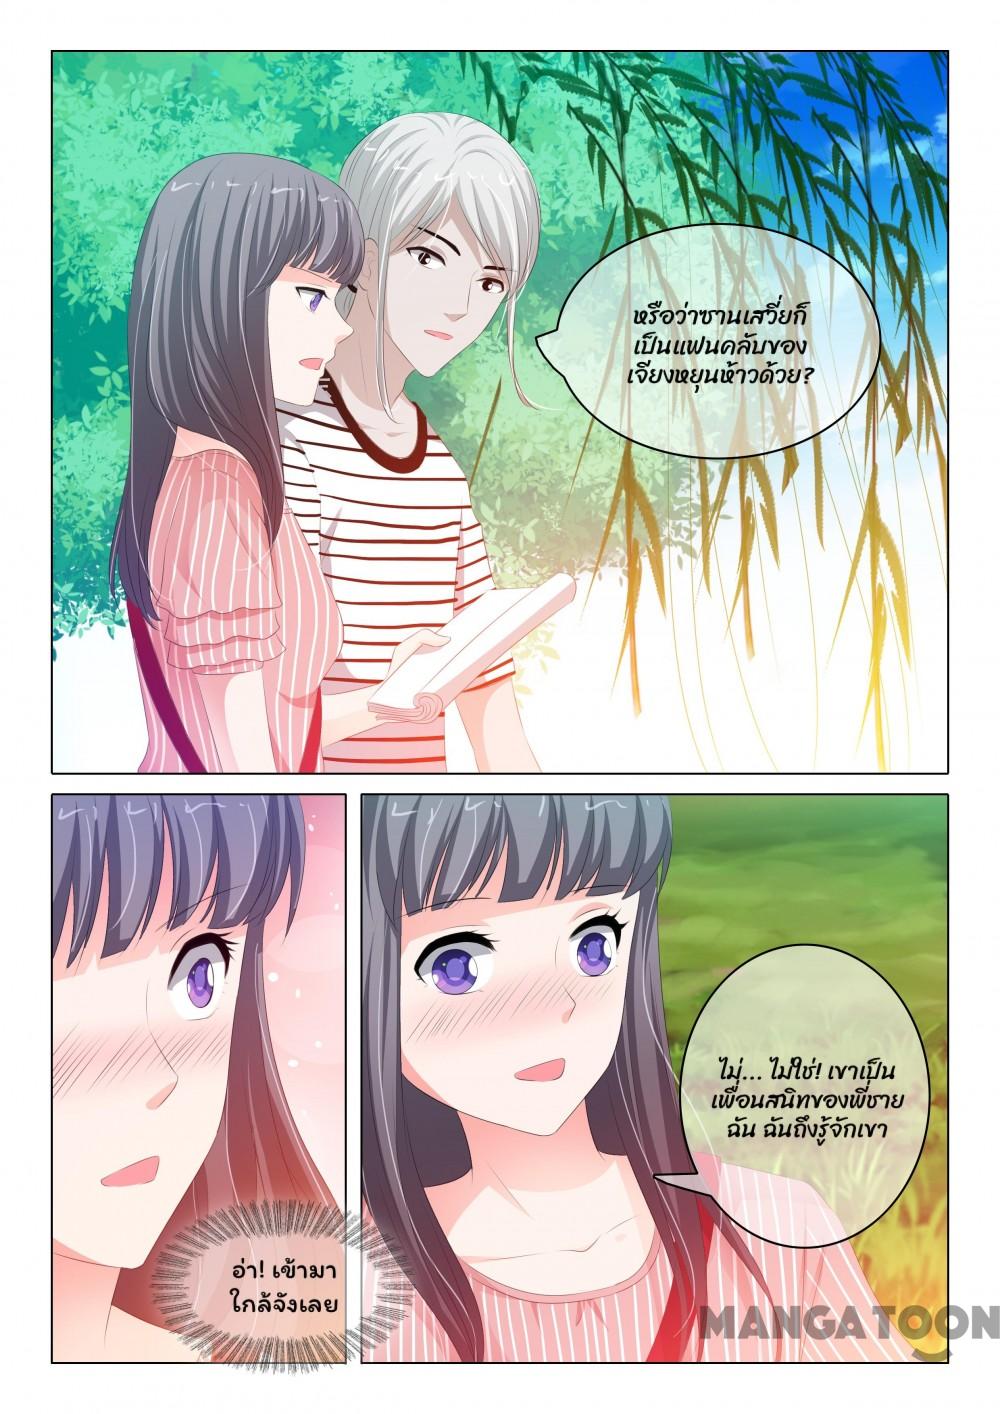 หรือว่าซานเสวี่ยก็
เป็นแฟนคลับของ
เจียงหยุนห้าวด้วย?
อ่า! เข้ามา
ใกล้จังเลย
ไม่... ไม่ใช่! เขาเป็น
เพื่อนสนิทของพี่ชาย
ฉัน ฉันถึงรู้จักเขา
MANGATOON